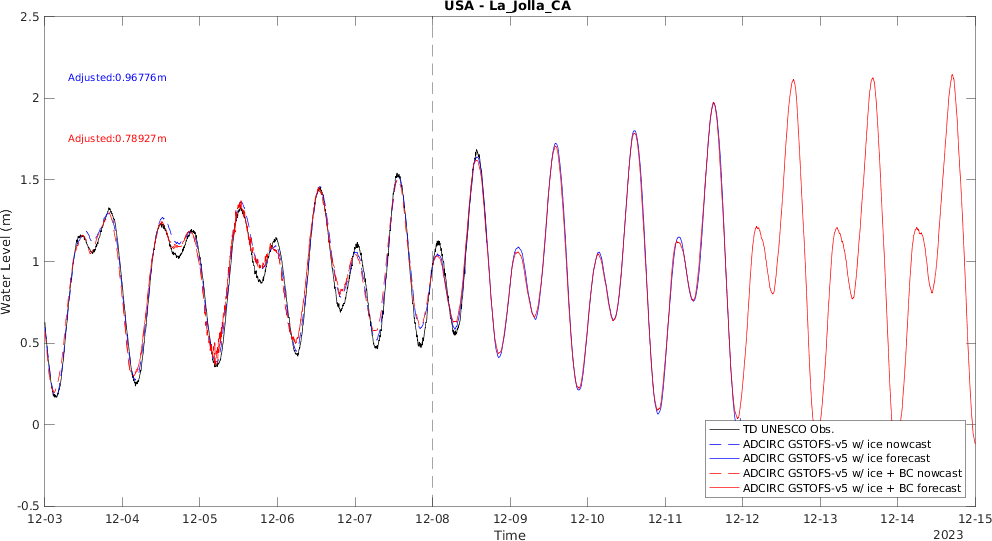 USA - La_Jolla_CA
2.5
2
1.5
1
0.5
0
-0.5
Water Level (m)
Adjusted:0.96776m
Adjusted:0.78927m
TD UNESCO Obs.
ADCIRC GSTOFS-v5 w/ ice nowcast
ADCIRC GSTOFS-v5 w/ ice forecast
ADCIRC GSTOFS-v5 w/ ice + BC nowcast
ADCIRC GSTOFS-v5 w/ ice + BC forecast
12-03 12-04 12-05 12-06 12-07 12-08 12-09 12-10 12-11 12-12 12-13 12-14 12-15
Time
2023